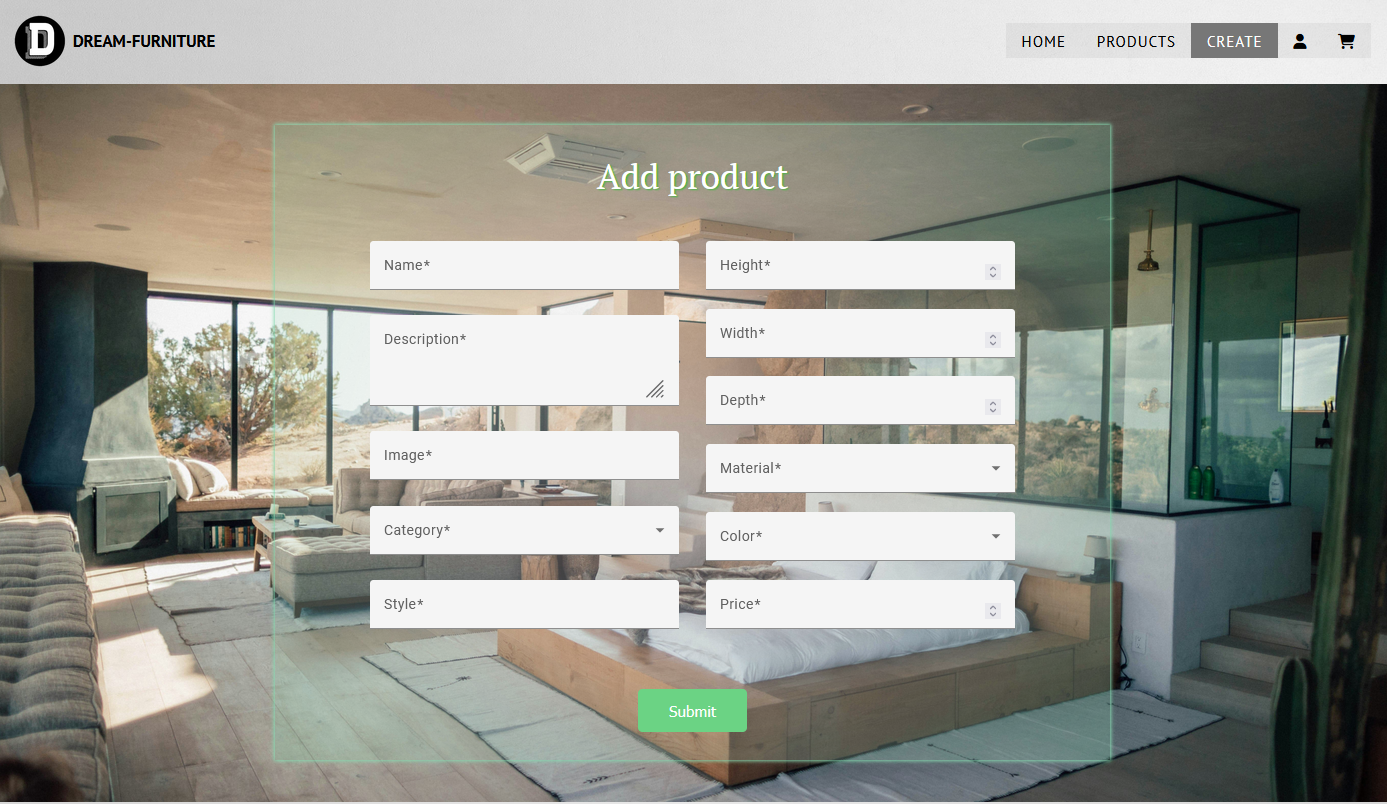 D DREAM-FURNITURE
HOME PRODUCTS CREATE
Add product
Name*
Description*
Image*
Category*
Style*
Height*
Width*
Depth*
Material*
Color*
Price*
Submit